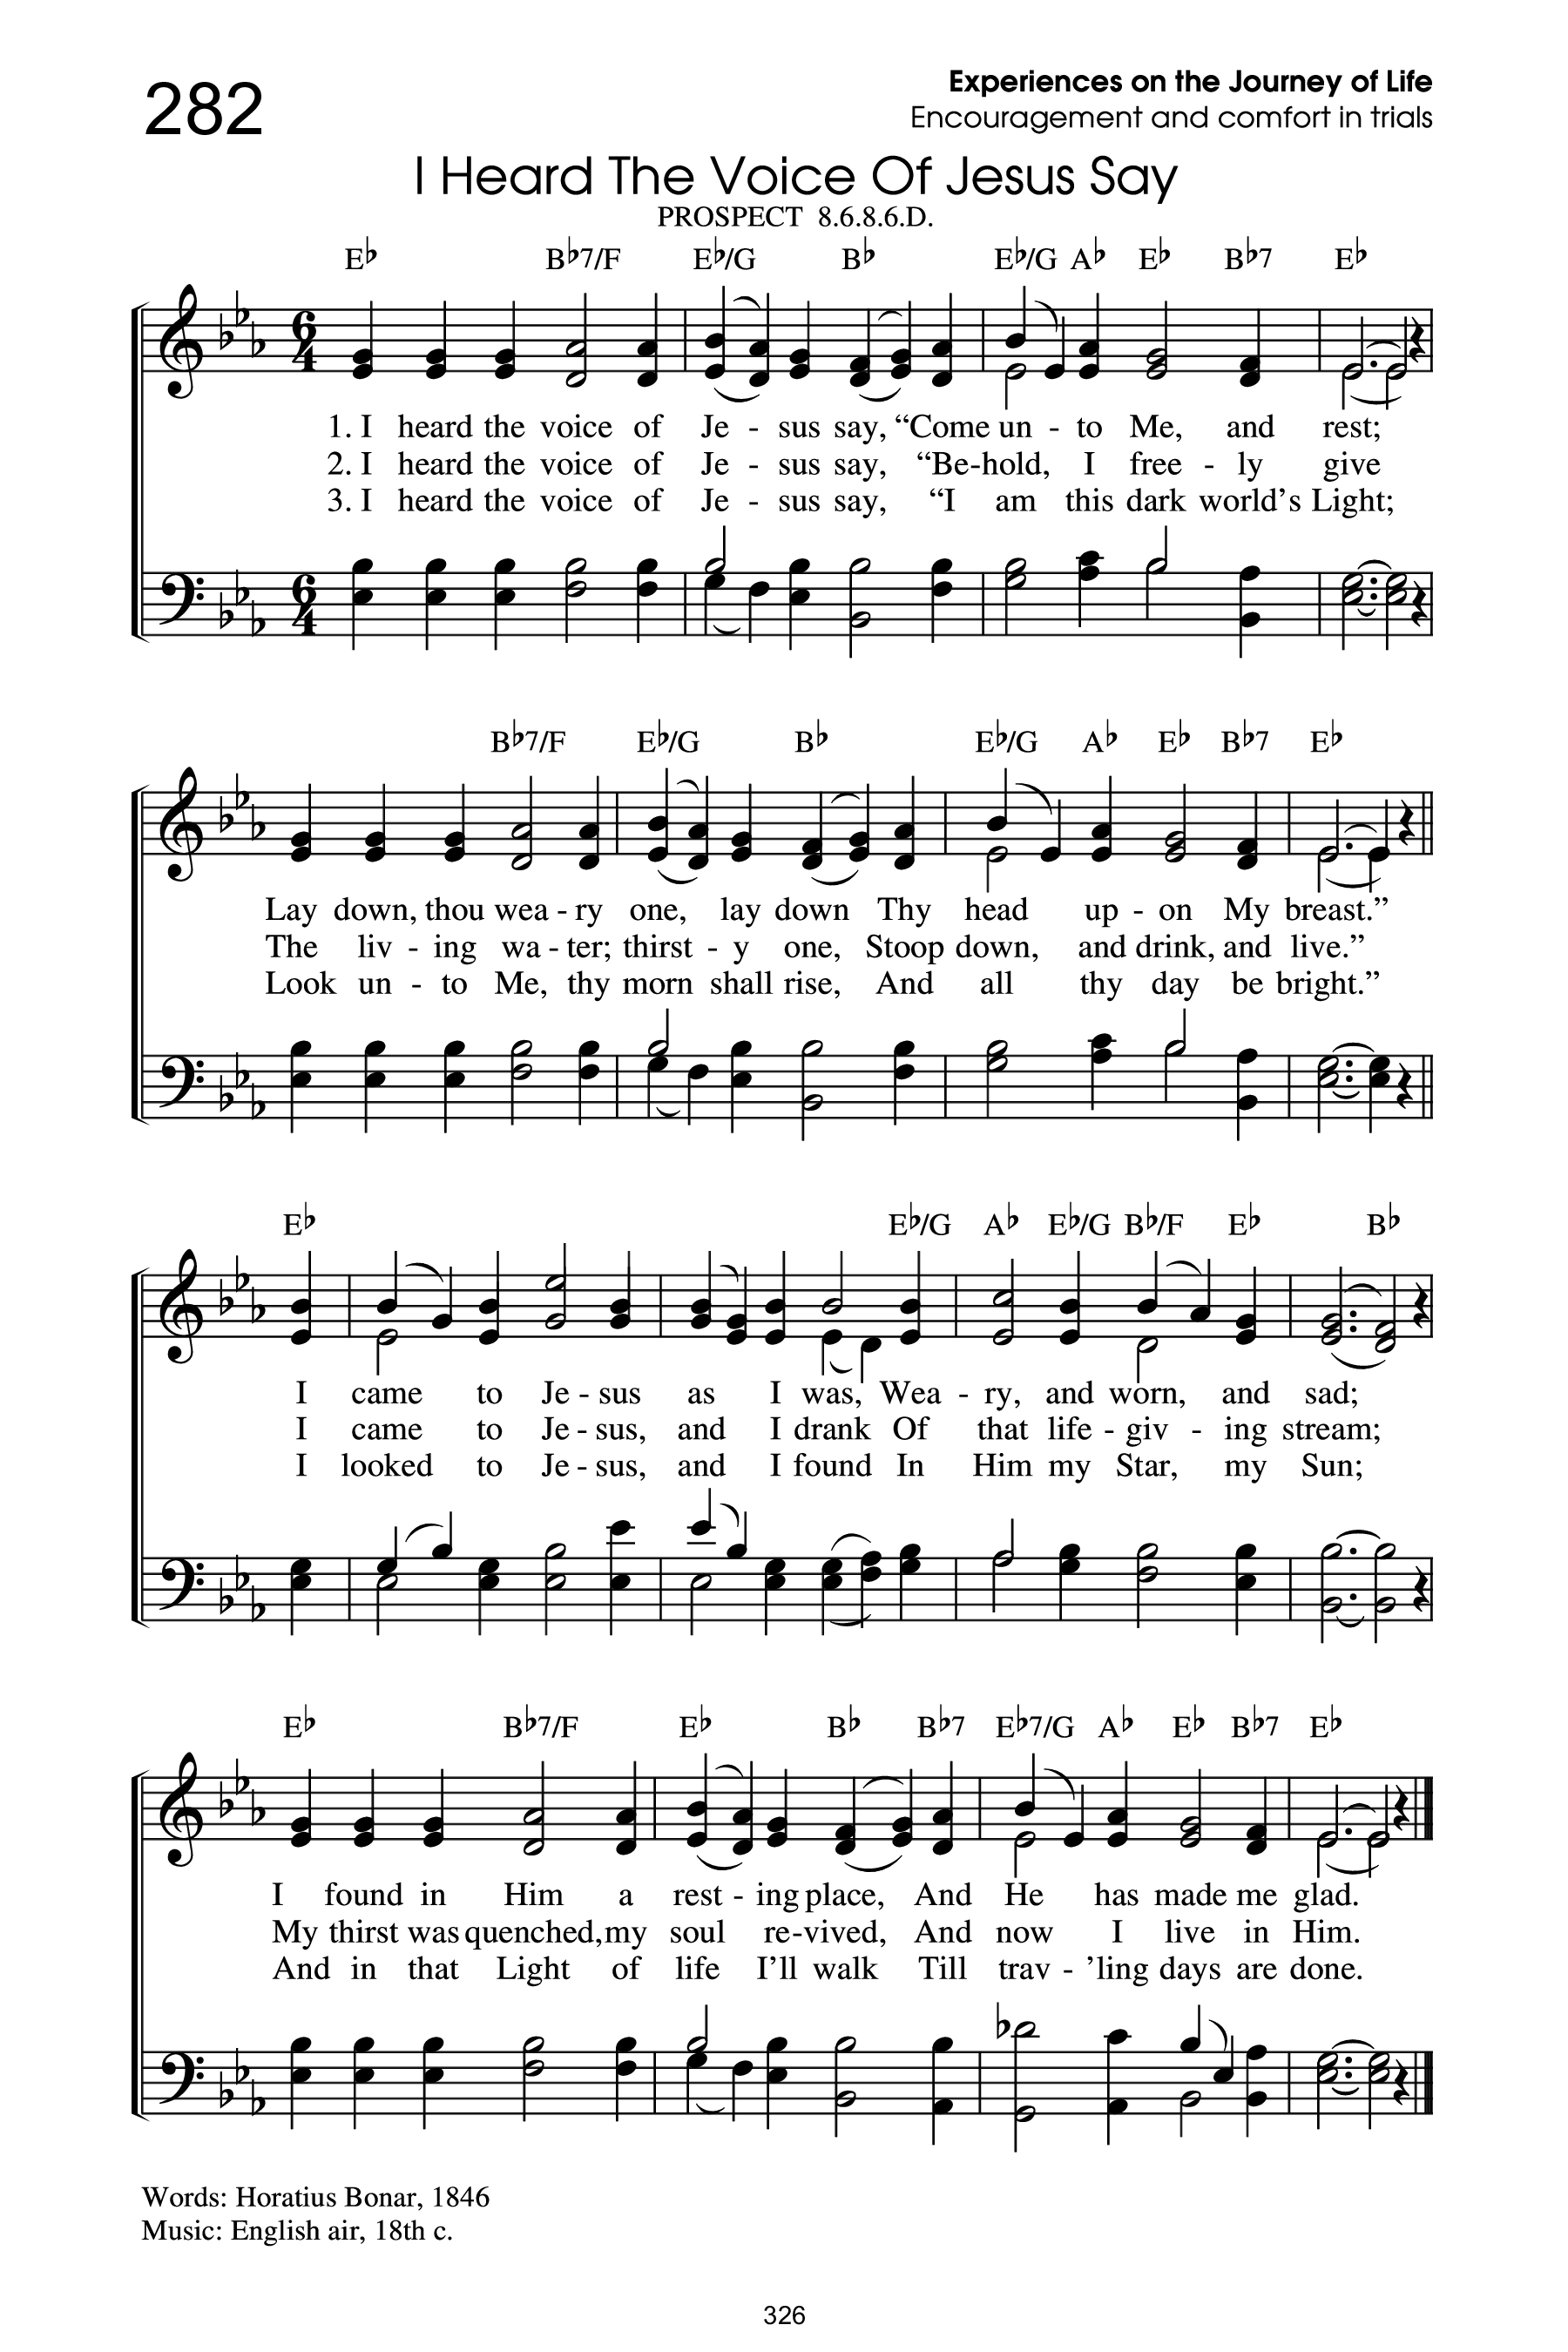 282
Experiences on the Journey of Life
Encouragement and comfort in trials
I Heard The Voice Of Jesus Say
PROSPECT 8.6.8.6.D.
E♭ B♭7/F E♭/G B♭ E♭/G A♭ E♭ B♭7 E♭
6 4
1. I heard the voice of Je - sus say, “Come un - to Me, and rest;
2. I heard the voice of Je - sus say, “Be-hold, I free - ly give
3. I heard the voice of Je - sus say, “I am this dark world’s Light;
6 4
B♭7/F E♭/G B♭ E♭/G A♭ E♭ B♭7 E♭
Lay down, thou wea - ry one, lay down Thy head up - on My breast.”
The liv - ing wa - ter; thirst - y one, Stoop down, and drink, and live.”
Look un - to Me, thy morn shall rise, And all thy day be bright.”
E♭ E♭/G A♭ E♭/G B♭/F E♭ B♭
I came to Je - sus as I was, Wea - ry, and worn, and sad;
I came to Je - sus, and I drank Of that life - giv - ing stream;
I looked to Je - sus, and I found In Him my Star, my Sun;
E♭ B♭7/F E♭ B♭ B♭7 E♭7/G A♭ E♭ B♭7 E♭
I found in Him a rest - ing place, And He has made me glad.
My thirst was quenched, my soul re-vived, And now I live in Him.
And in that Light of life I’ll walk Till trav - ’ling days are done.
Words: Horatius Bonar, 1846
Music: English air, 18th c.
326